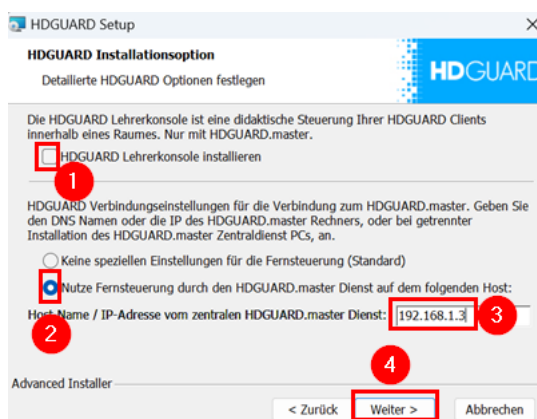 HDGUARD Setup
HDGUARD Installationsoption
Detaillierte HDGUARD Optionen festlegen
HDGUARD
Die HDGUARD Lehrerkonsole ist eine didaktische Steuerung Ihrer HDGUARD Clients
innerhalb eines Raumes. Nur mit HDGUARD.master.
HDGUARD Lehrerkonsole installieren
1
HDGUARD Verbindungseinstellungen für die Verbindung zum HDGUARD.master. Geben Sie
den DNS Namen oder die IP des HDGUARD.master Rechners, oder bei getrennter
Installation des HDGUARD.master Zentraldienst PCs, an.
Keine speziellen Einstellungen für die Fernsteuerung (Standard)
Nutze Fernsteuerung durch den HDGUARD.master Dienst auf dem folgenden Host:
Host-Name / IP-Adresse vom zentralen HDGUARD.master Dienst: 192.168.1.3
2
3
4
Advanced Installer
< Zurück Weiter > Abbrechen